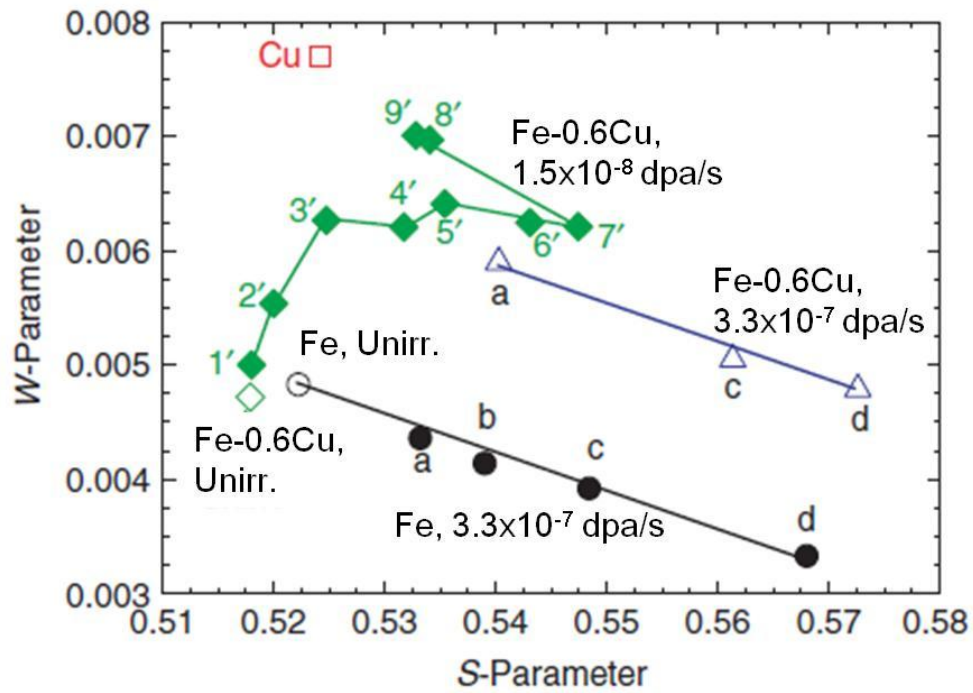 0.008
0.007
0.006
0.005
0.004
0.003
W-Parameter
Cu
9′ 8′
Fe-0.6Cu,
1.5x10⁻⁸ dpa/s
3′
4′
5′
6′
7′
2′
1′
a
Fe-0.6Cu,
3.3x10⁻⁷ dpa/s
c
d
Fe, Unirr.
Fe-0.6Cu,
Unirr.
a
b
c
d
Fe, 3.3x10⁻⁷ dpa/s
0.51 0.52 0.53 0.54 0.55 0.56 0.57 0.58
S-Parameter